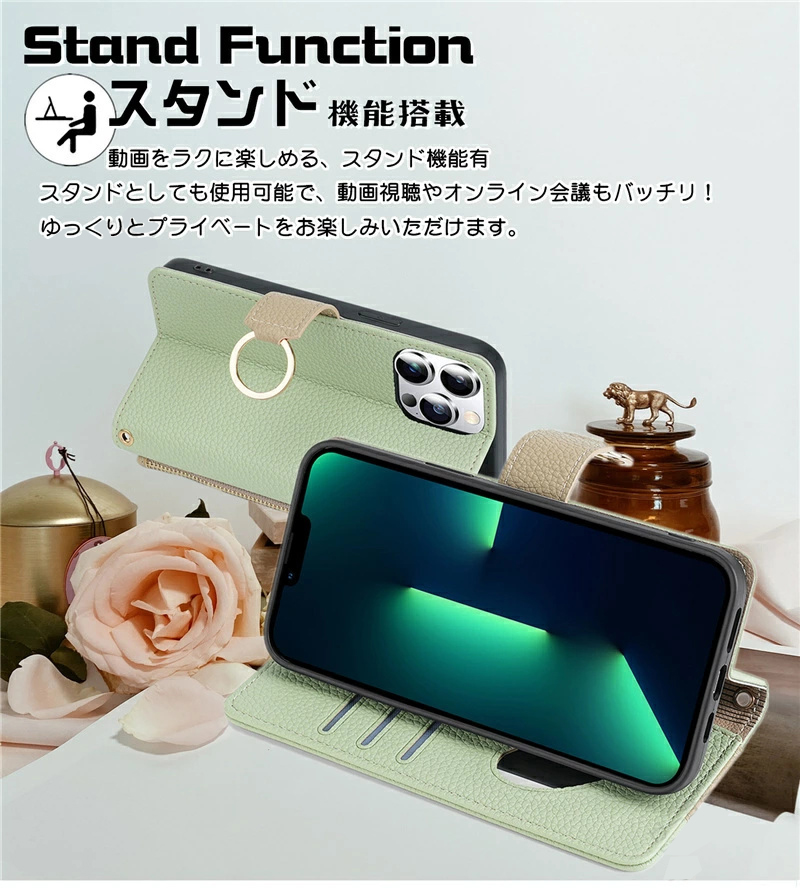 Stand Function
スタンド 機能搭載
動画をラクに楽しめる、スタンド機能有
スタンドとしても使用可能で、動画視聴やオンライン会議もバッチリ！
ゆっくりとプライベートをお楽しみいただけます。